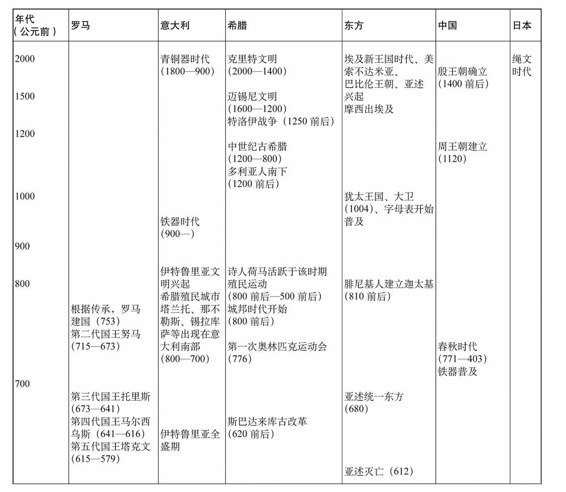 年代
（公元前）
罗马
意大利
希腊
东方
中国
日本
2000
青铜器时代
(1800—900)
克里特文明
(2000—1400)
埃及新王国时代、美
索不达米亚、
巴比伦王朝、亚述
兴起
摩西出埃及
殷王朝确立
(1400 前后)
绳文
时代
1500
迈锡尼文明
(1600—1200)
特洛伊战争（1250 前后）
1200
中世纪古希腊
(1200—800)
多利亚人南下
(1200 前后)
周王朝建立
(1120)
1000
铁器时代
(900—)
犹太王国、大卫
(1004)、字母表开始
普及
900
800
伊特鲁里亚文
明兴起
希腊殖民城市
塔兰托、那不
勒斯、锡拉库
萨等出现在意
大利南部
(800—700)
诗人荷马活跃于该时期
殖民运动
(800 前后—500 前后)
城邦时代开始
(800 前后)
第一次奥林匹克运动会
(776)
腓尼基人建立迦太基
(810 前后)
根据传承，罗马
建国（753）
第二代国王努马
(715—673)
春秋时代
(771—403)
铁器普及
700
第三代国王托里斯
(673—641)
第四代国王马尔西
乌斯（641—616）
第五代国王塔克文
(615—579)
伊特鲁里亚全
盛期
斯巴达来库古改革
(620 前后)
亚述统一东方
(680)
亚述灭亡（612）